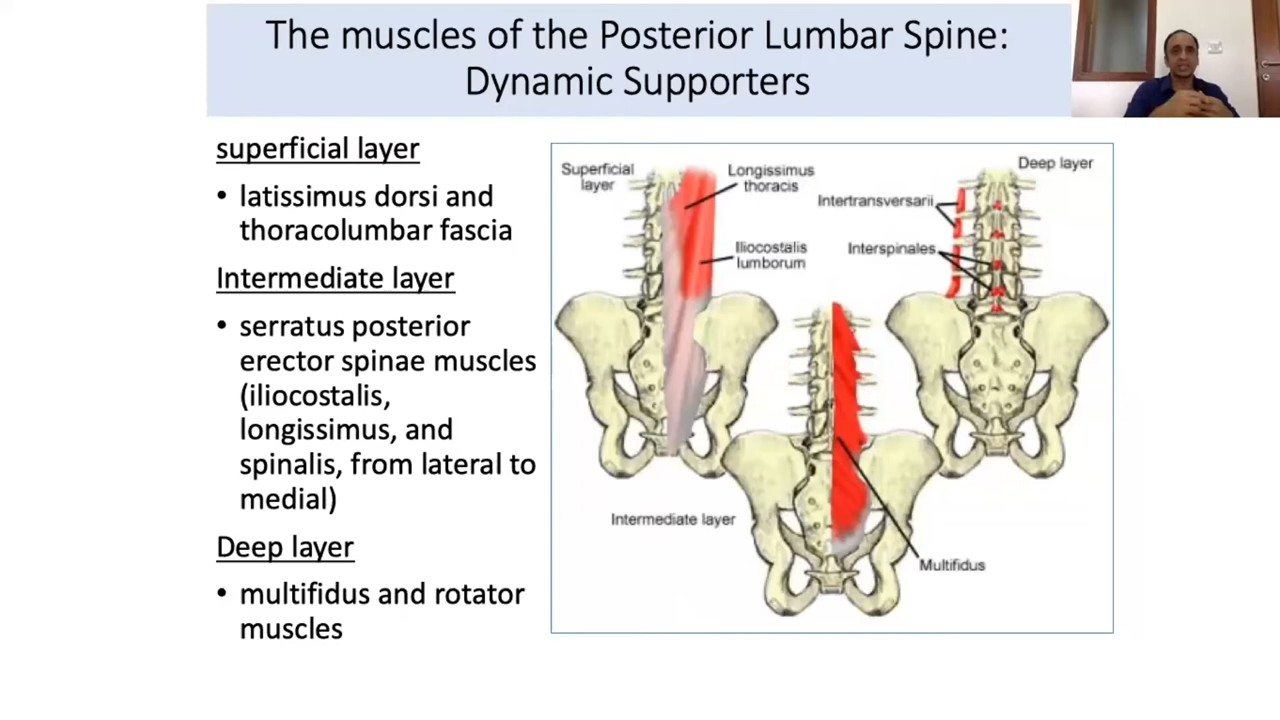 The muscles of the Posterior Lumbar Spine:
Dynamic Supporters
superficial layer
• latissimus dorsi and
thoracolumbar fascia
Intermediate layer
• serratus posterior
erector spinae muscles
(iliocostalis,
longissimus, and
spinalis, from lateral to
medial)
Deep layer
• multifidus and rotator
muscles
Superficial
layer
Longissimus
thoracis
Iliocostalis
lumborum
Deep layer
Intertransversarii
Interspinales
Intermediate layer
Multifidus